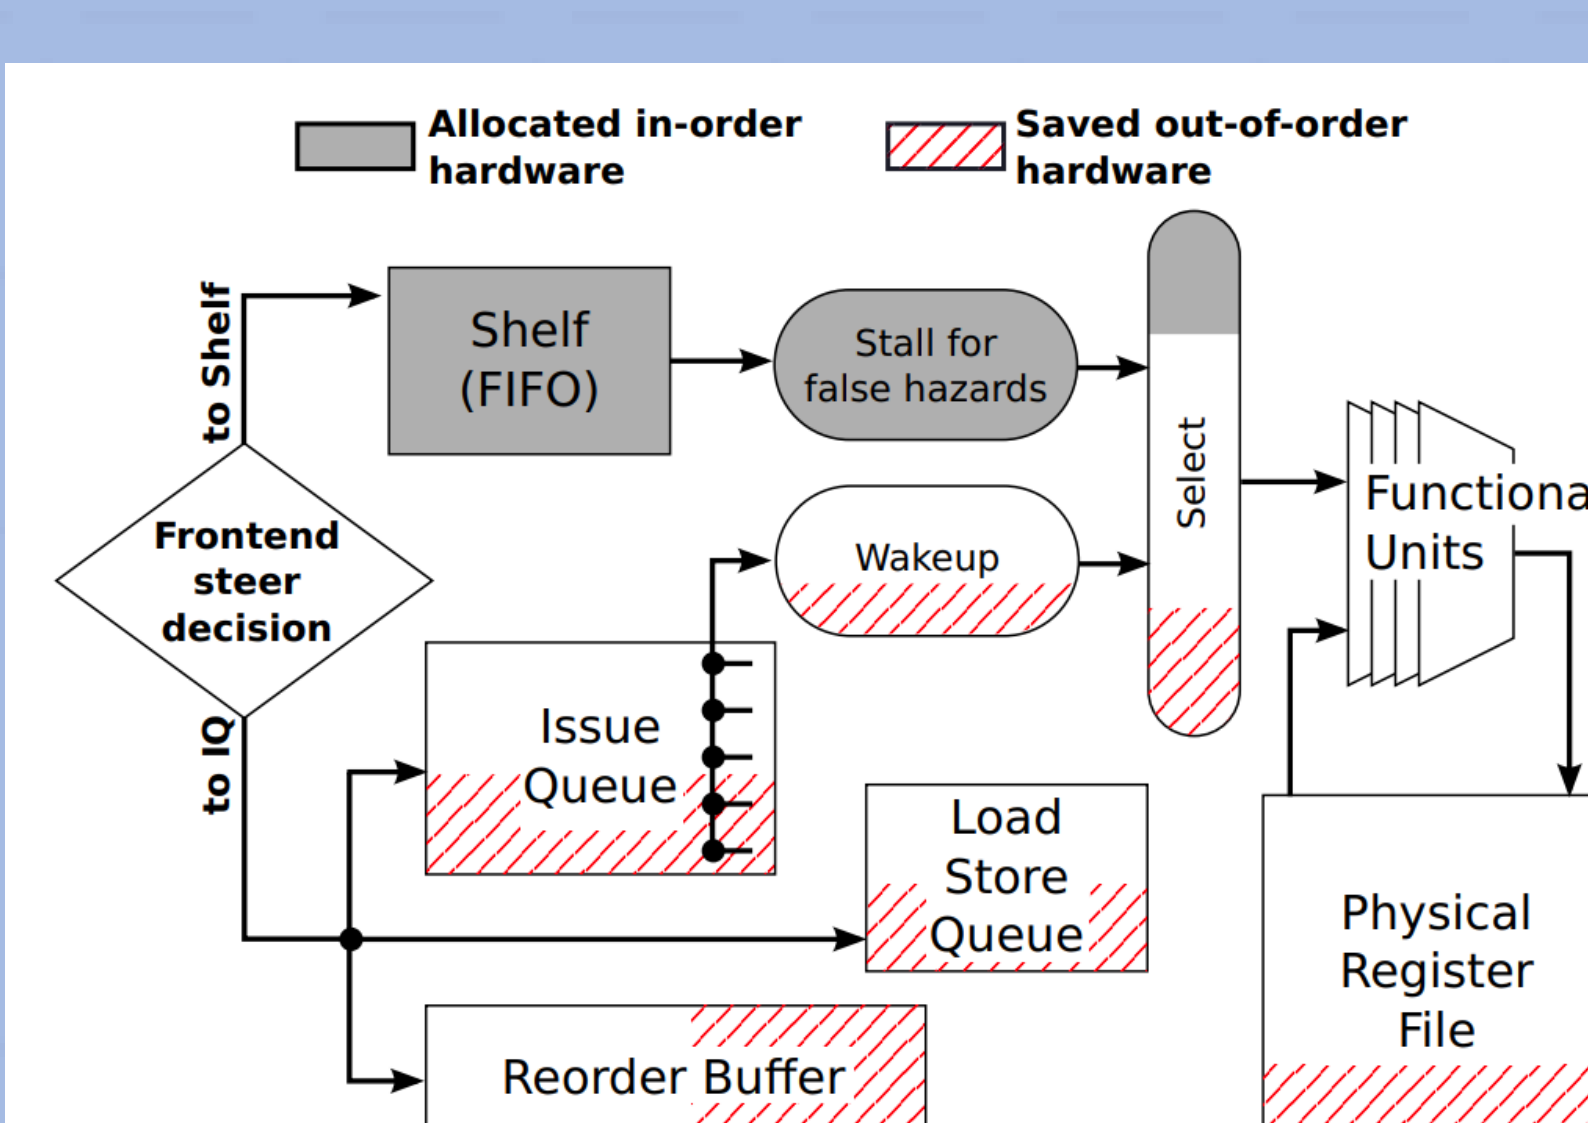 Allocated in-order
hardware
Saved out-of-order
hardware
to Shelf
Shelf
(FIFO)
Stall for
false hazards
Select
Frontend
steer
decision
Wakeup
Functiona
Units
to IQ
Issue
Queue
Load
Store
Queue
Physical
Register
File
Reorder Buffer